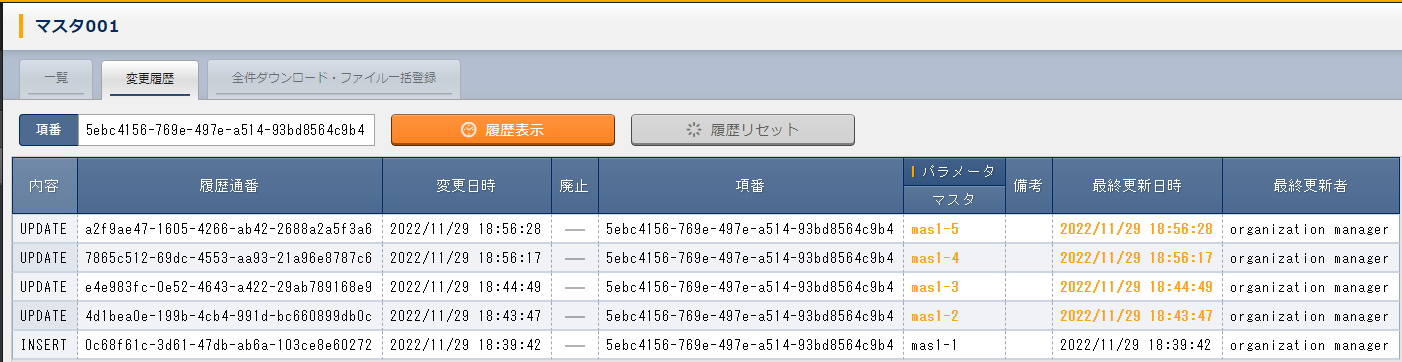 マスタ001
一覧 変更履歴 全件ダウンロード・ファイル一括登録
項番 5ebc4156-769e-497e-a514-93bd8564c9b4 履歴表示 履歴リセット
内容 履歴通番 変更日時 廃止 項番 パラメータ 備考 最終更新日時 最終更新者
マスタ
UPDATE a2f9ae47-1605-4266-ab42-2688a2a5f3a6 2022/11/29 18:56:28 — 5ebc4156-769e-497e-a514-93bd8564c9b4 mas1-5 2022/11/29 18:56:28 organization manager
UPDATE 7865c512-69dc-4553-aa93-21a96e8787c6 2022/11/29 18:56:17 — 5ebc4156-769e-497e-a514-93bd8564c9b4 mas1-4 2022/11/29 18:56:17 organization manager
UPDATE e4e983fc-0e52-4643-a422-29ab789168e9 2022/11/29 18:44:49 — 5ebc4156-769e-497e-a514-93bd8564c9b4 mas1-3 2022/11/29 18:44:49 organization manager
UPDATE 4d1bea0e-199b-4cb4-991d-bc660899db0c 2022/11/29 18:43:47 — 5ebc4156-769e-497e-a514-93bd8564c9b4 mas1-2 2022/11/29 18:43:47 organization manager
INSERT 0c68f61c-3d61-47db-ab6a-103ce8e60272 2022/11/29 18:39:42 — 5ebc4156-769e-497e-a514-93bd8564c9b4 mas1-1 2022/11/29 18:39:42 organization manager